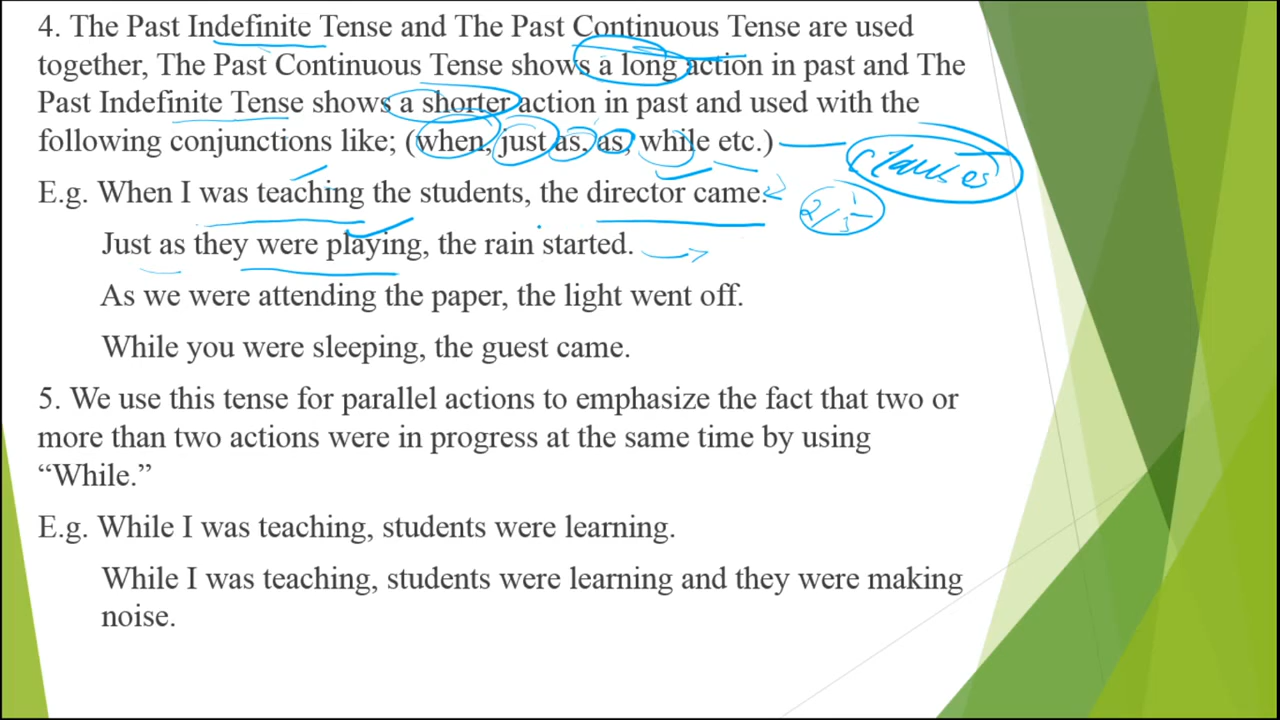 4. The Past Indefinite Tense and The Past Continuous Tense are used
together, The Past Continuous Tense shows a long action in past and The
Past Indefinite Tense shows a shorter action in past and used with the
following conjunctions like; (when, just as, as, while etc.)
clauses
E.g. When I was teaching the students, the director came.
Just as they were playing, the rain started.
As we were attending the paper, the light went off.
While you were sleeping, the guest came.
5. We use this tense for parallel actions to emphasize the fact that two or
more than two actions were in progress at the same time by using
“While.”
E.g. While I was teaching, students were learning.
While I was teaching, students were learning and they were making
noise.